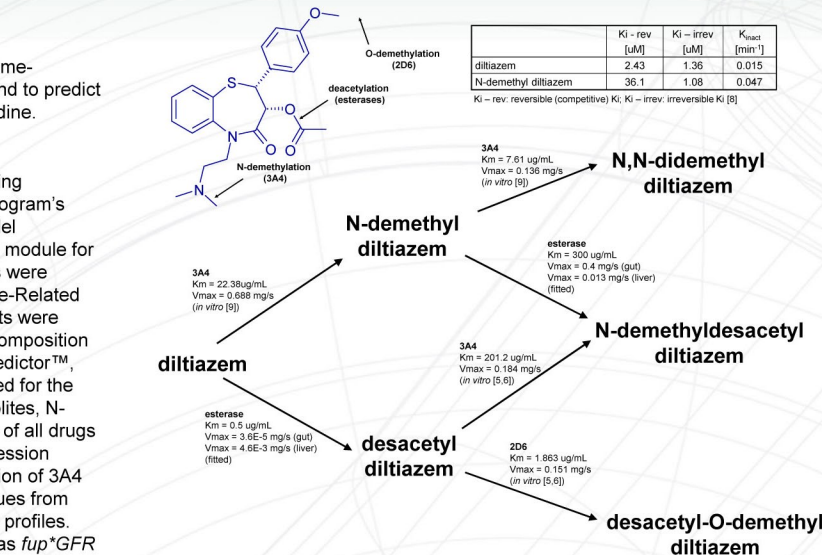 me-
nd to predict
dine.
ing
ogram's
del
module for
s were
e-Related
ts were
omposition
edictor™,
ed for the
lites, N-
of all drugs
ession
ion of 3A4
ues from
profiles.
as fup*GFR
O
S
O
N
O
O
N
O-demethylation
(2D6)
deacetylation
(esterases)
N-demethylation
(3A4)
Ki - rev
[uM] Ki – irrev
[uM] Kinact
[min-1]
diltiazem 2.43 1.36 0.015
N-demethyl diltiazem 36.1 1.08 0.047
Ki – rev: reversible (competitive) Ki; Ki – irrev: irreversible Ki [8]
diltiazem
3A4
Km = 22.38ug/mL
Vmax = 0.688 mg/s
(in vitro [9])
N-demethyl
diltiazem
3A4
Km = 7.61 ug/mL
Vmax = 0.136 mg/s
(in vitro [9])
N,N-didemethyl
diltiazem
esterase
Km = 300 ug/mL
Vmax = 0.4 mg/s (gut)
Vmax = 0.013 mg/s (liver)
(fitted)
N-demethyldesacetyl
diltiazem
3A4
Km = 201.2 ug/mL
Vmax = 0.184 mg/s
(in vitro [5,6])
esterase
Km = 0.5 ug/mL
Vmax = 3.6E-5 mg/s (gut)
Vmax = 4.6E-3 mg/s (liver)
(fitted)
desacetyl
diltiazem
2D6
Km = 1.863 ug/mL
Vmax = 0.151 mg/s
(in vitro [5,6])
desacetyl-O-demethyl
diltiazem